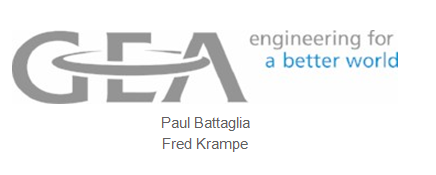 GEA engineering for
a better world
Paul Battaglia
Fred Krampe